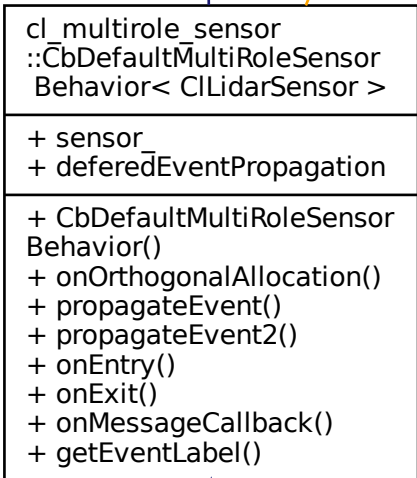 cl_multirole_sensor
::CbDefaultMultiRoleSensor
Behavior< ClLidarSensor >
+ sensor_
+ deferedEventPropagation
+ CbDefaultMultiRoleSensor
Behavior()
+ onOrthogonalAllocation()
+ propagateEvent()
+ propagateEvent2()
+ onEntry()
+ onExit()
+ onMessageCallback()
+ getEventLabel()